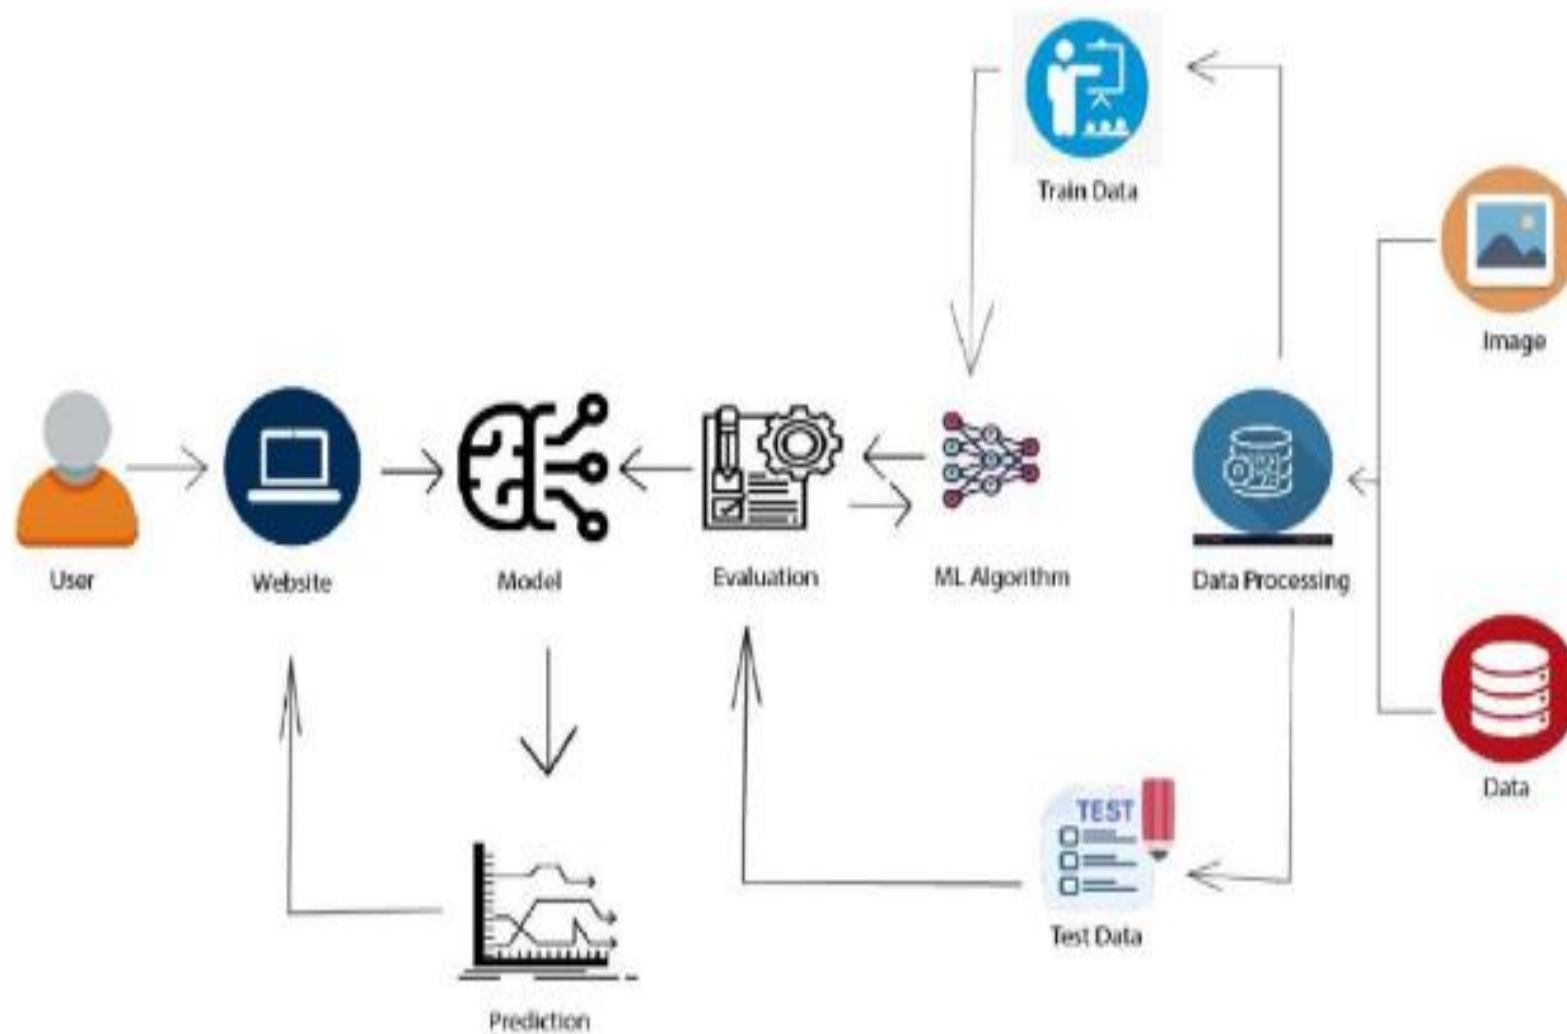 Train Data
Image
User
Website
Model
Evaluation
ML Algorithm
Data Processing
Data
TEST
Test Data
Prediction